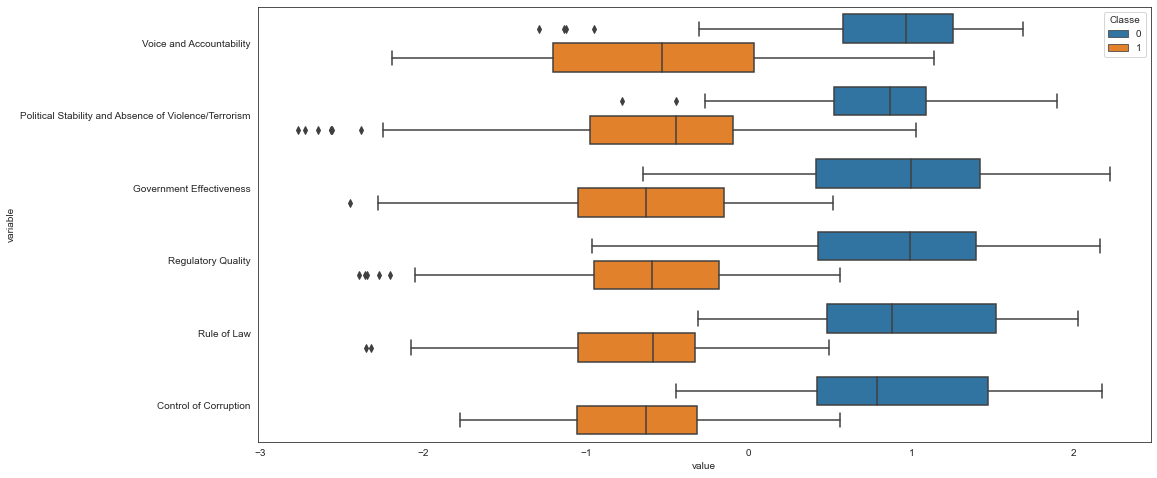 Classe
0
1
Voice and Accountability
Political Stability and Absence of Violence/Terrorism
Government Effectiveness
Regulatory Quality
Rule of Law
Control of Corruption
variable
−3 −2 −1 0 1 2
value